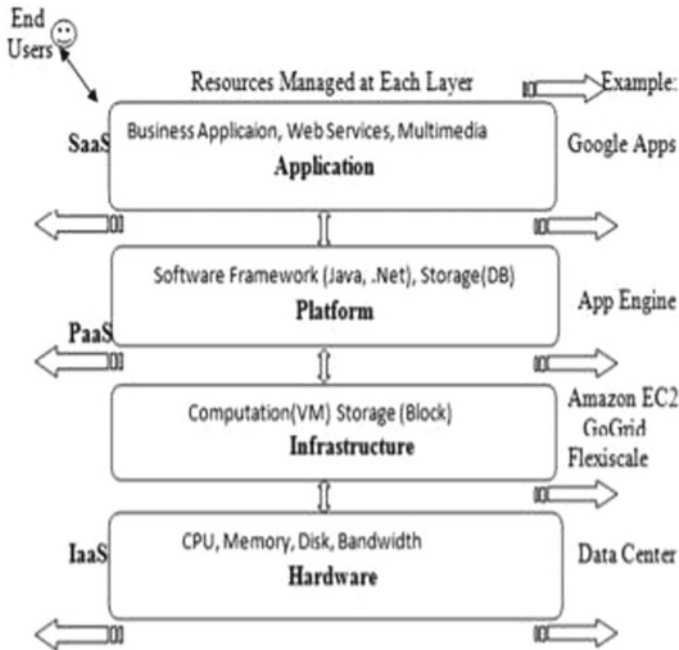 End
Users
Resources Managed at Each Layer
Example:
SaaS
Business Applicaion, Web Services, Multimedia
Application
Google Apps
Software Framework (Java, .Net), Storage(DB)
Platform
App Engine
PaaS
Computation(VM) Storage (Block)
Infrastructure
Amazon EC2
GoGrid
Flexiscale
IaaS
CPU, Memory, Disk, Bandwidth
Hardware
Data Center